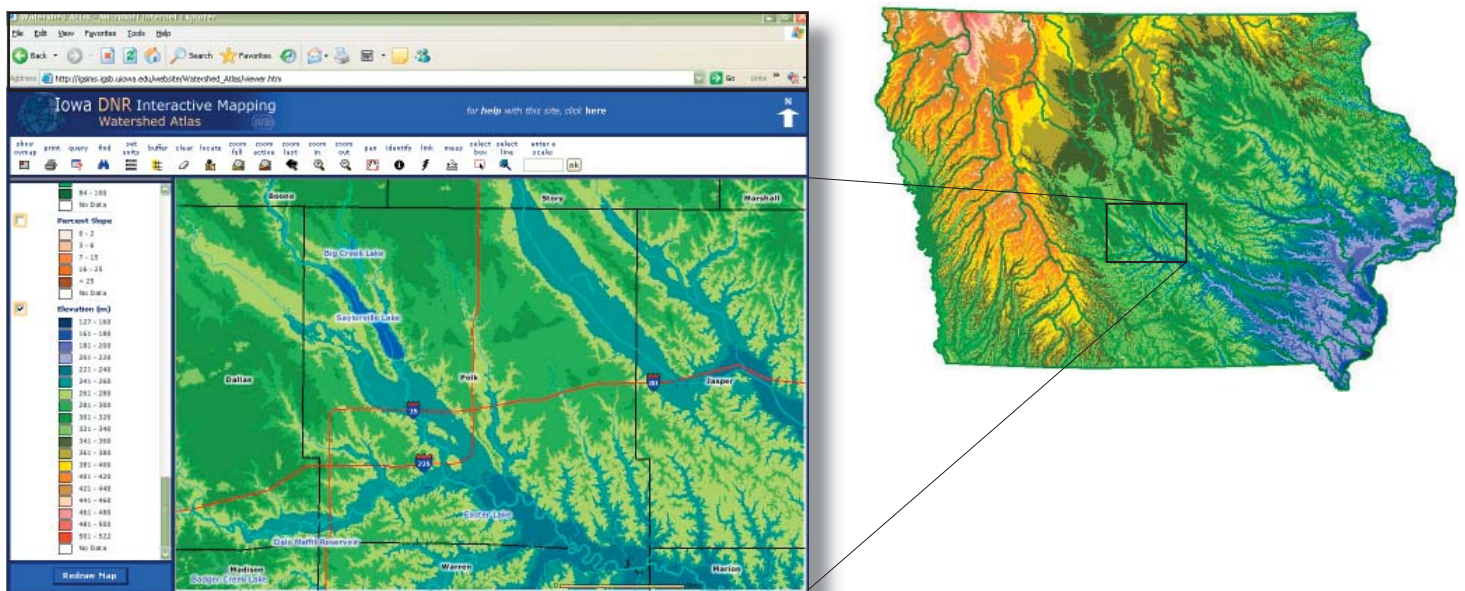 Watershed Atlas - Microsoft Internet Explorer
File Edit View Favorites Tools Help
Back Search Favorites
Address http://igsims.igsb.uiowa.edu/website/Watershed_Atlas/viewer.htm Go Links
Iowa DNR Interactive Mapping
Watershed Atlas
for help with this site, click here
N
show ovmap print query find set units buffer clear locate zoom full zoom active zoom last zoom in zoom out pan identify link meas select box select line enter a scale: ok
84 - 100
No Data
Percent Slope
0 - 2
3 - 6
7 - 15
16 - 25
> 25
No Data
Elevation (m)
161 - 180
181 - 200
201 - 220
221 - 240
241 - 260
261 - 280
281 - 300
301 - 320
321 - 340
341 - 360
361 - 380
381 - 400
401 - 420
421 - 440
441 - 460
461 - 480
481 - 500
501 - 522
No Data
Redraw Map
Boone
Story
Marshall
Big Creek Lake
Saylorville Lake
Dallas
Polk
Jasper
35
235
Easter Lake
Dale Maffit Reservoir
Madison
Badger Creek Lake
Warren
Marion